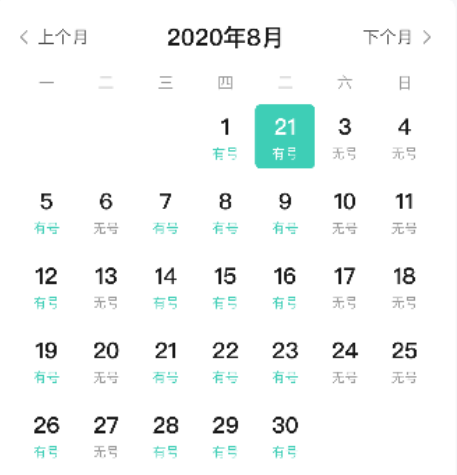 上个月 2020年8月 下个月
一 二 三 四 二 六 日
1 21 3 4
有号 有号 无号 无号
5 6 7 8 9 10 11
有号 无号 有号 有号 有号 无号 无号
12 13 14 15 16 17 18
有号 无号 有号 有号 有号 无号 无号
19 20 21 22 23 24 25
有号 无号 有号 有号 有号 无号 无号
26 27 28 29 30
有号 无号 有号 有号 有号